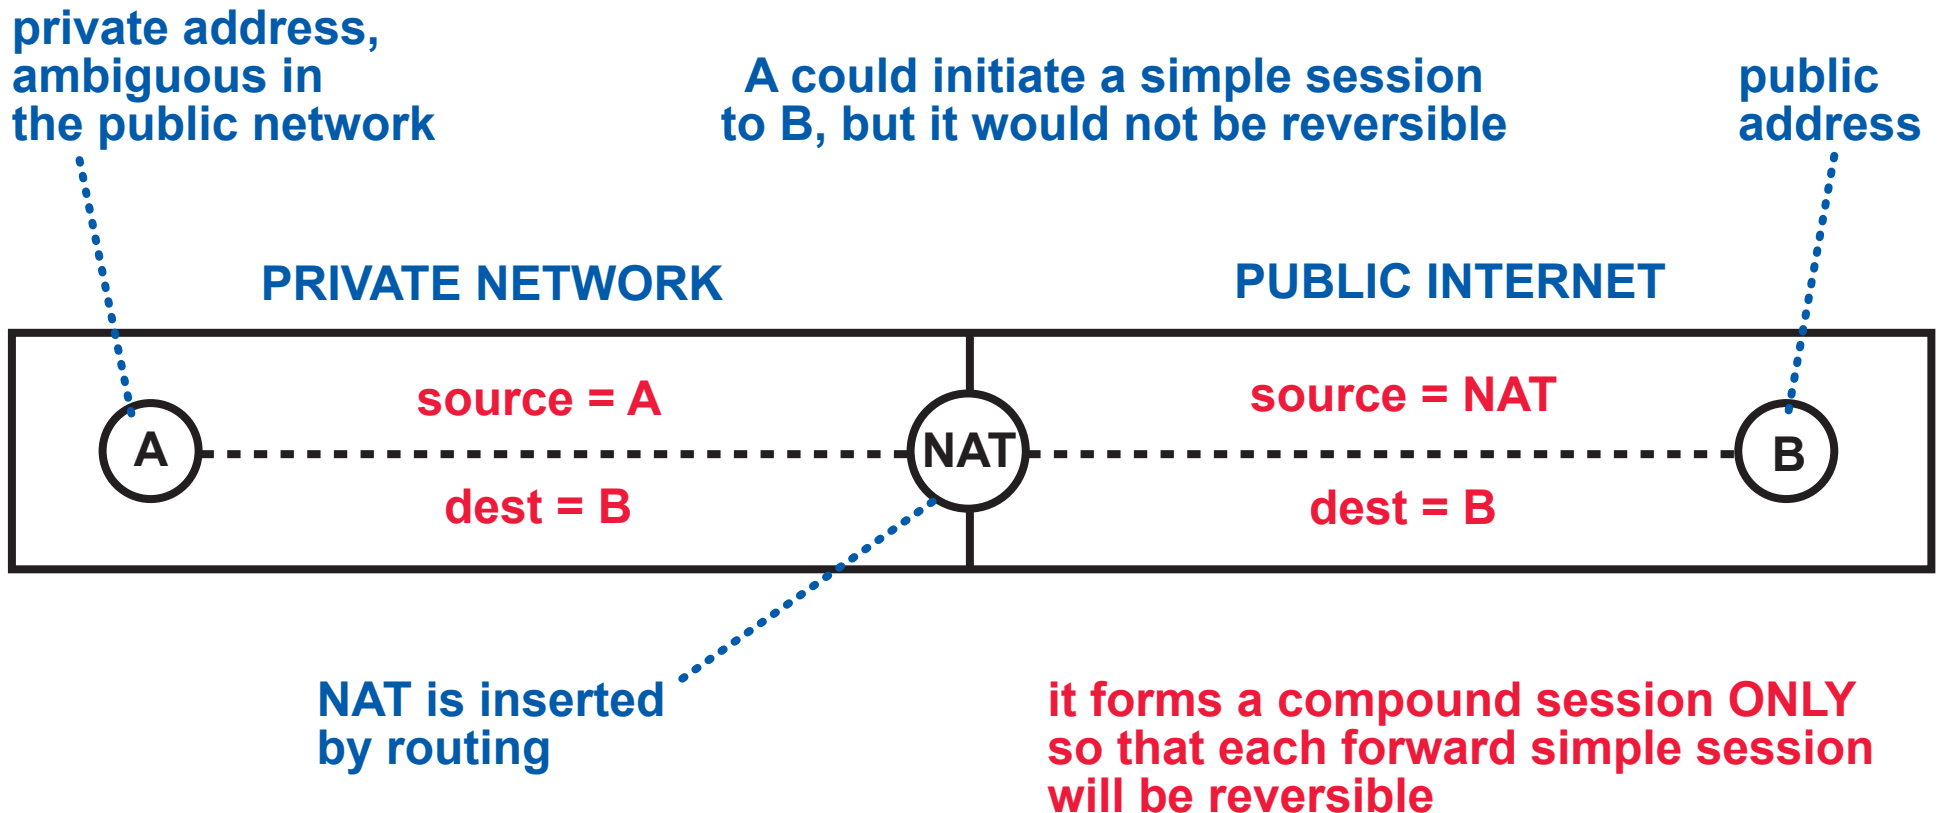 private address,
ambiguous in
the public network
A could initiate a simple session
to B, but it would not be reversible
public
address
PRIVATE NETWORK
PUBLIC INTERNET
source = A
source = NAT
A
NAT
B
dest = B
dest = B
NAT is inserted
by routing
it forms a compound session ONLY
so that each forward simple session
will be reversible